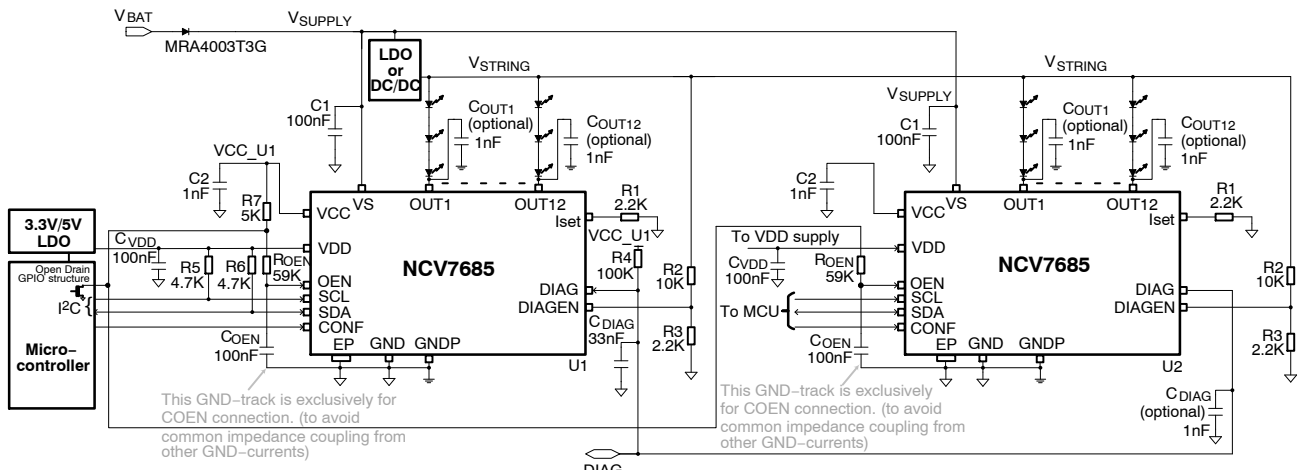 VBAT
VSUPPLY
MRA4003T3G
LDO
or
DC/DC
VSTRING
VSTRING
VSUPPLY
C1
100nF
COUT1
(optional)
1nF
COUT12
(optional)
1nF
C1
100nF
COUT1
(optional)
1nF
COUT12
(optional)
1nF
VCC_U1
C2
1nF
R7
5K
VCC
VS
OUT1
OUT12
Iset
R1
2.2K
VCC_U1
R4
100K
C2
1nF
VCC
VS
OUT1
OUT12
Iset
R1
2.2K
3.3V/5V
LDO
CVDD
100nF
R5
4.7K
R6
4.7K
ROEN
59K
VDD
NCV7685
OEN
SCL
SDA
CONF
DIAG
DIAGEN
R2
10K
R3
2.2K
CDIAG
33nF
To VDD supply
CVDD
100nF
ROEN
59K
VDD
NCV7685
OEN
SCL
SDA
CONF
DIAG
DIAGEN
R2
10K
R3
2.2K
To MCU
Open Drain
GPIO structure
I2C {
Micro−
controller
COEN
100nF
EP
GND
GNDP
U1
COEN
100nF
EP
GND
GNDP
U2
This GND−track is exclusively for
COEN connection. (to avoid
common impedance coupling from
other GND−currents)
This GND−track is exclusively
for COEN connection. (to avoid
common impedance coupling from
other GND−currents)
CDIAG
(optional)
1nF
DIAG